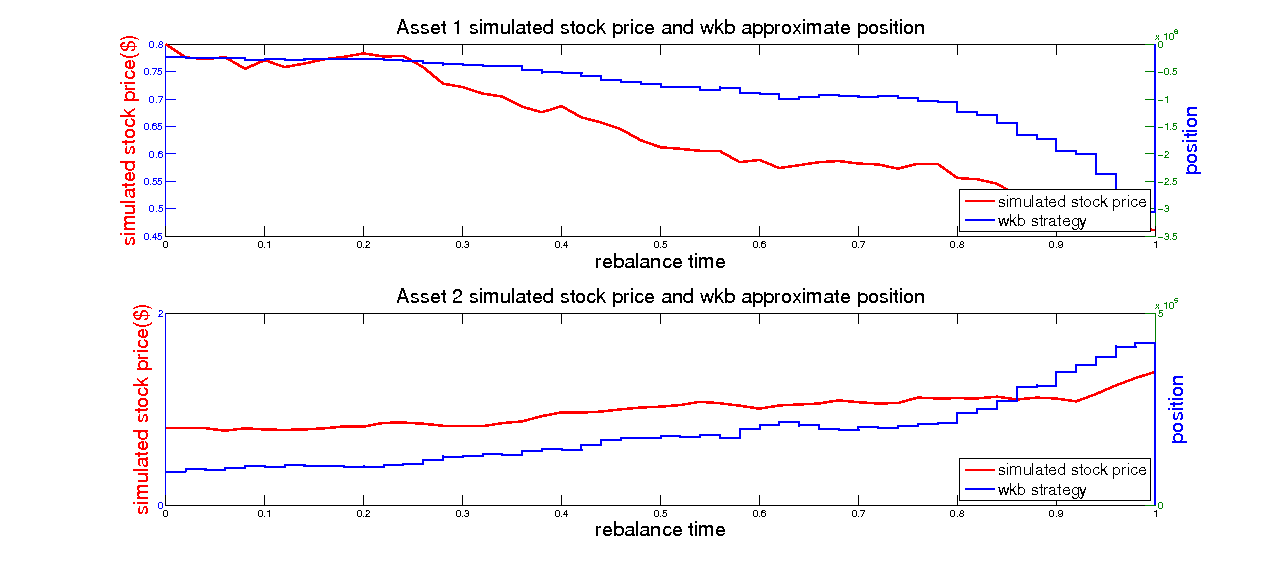 Asset 1 simulated stock price and wkb approximate position
simulated stock price($)
0.8
0.75
0.7
0.65
0.6
0.55
0.5
0.45
0 0.1 0.2 0.3 0.4 0.5 0.6 0.7 0.8 0.9 1
rebalance time
x 10^6
0
-0.5
-1
-1.5
-2
-2.5
-3
-3.5
position
simulated stock price
wkb strategy
Asset 2 simulated stock price and wkb approximate position
simulated stock price($)
2
0
0 0.1 0.2 0.3 0.4 0.5 0.6 0.7 0.8 0.9 1
rebalance time
5
0
position
simulated stock price
wkb strategy